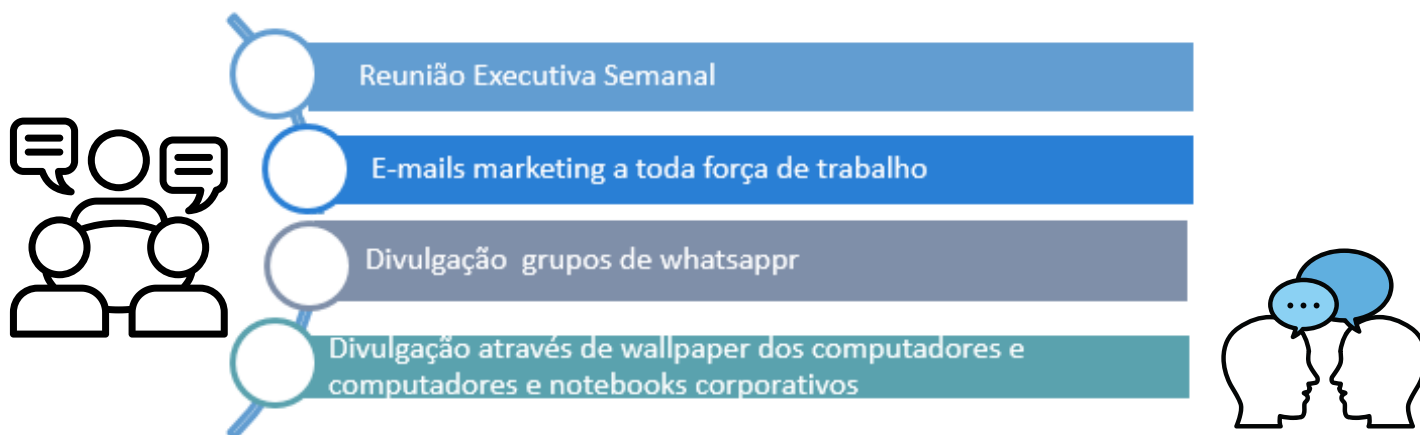 Reunião Executiva Semanal
E-mails marketing a toda força de trabalho
Divulgação  grupos de whatsappr
Divulgação através de wallpaper dos computadores e
computadores e notebooks corporativos